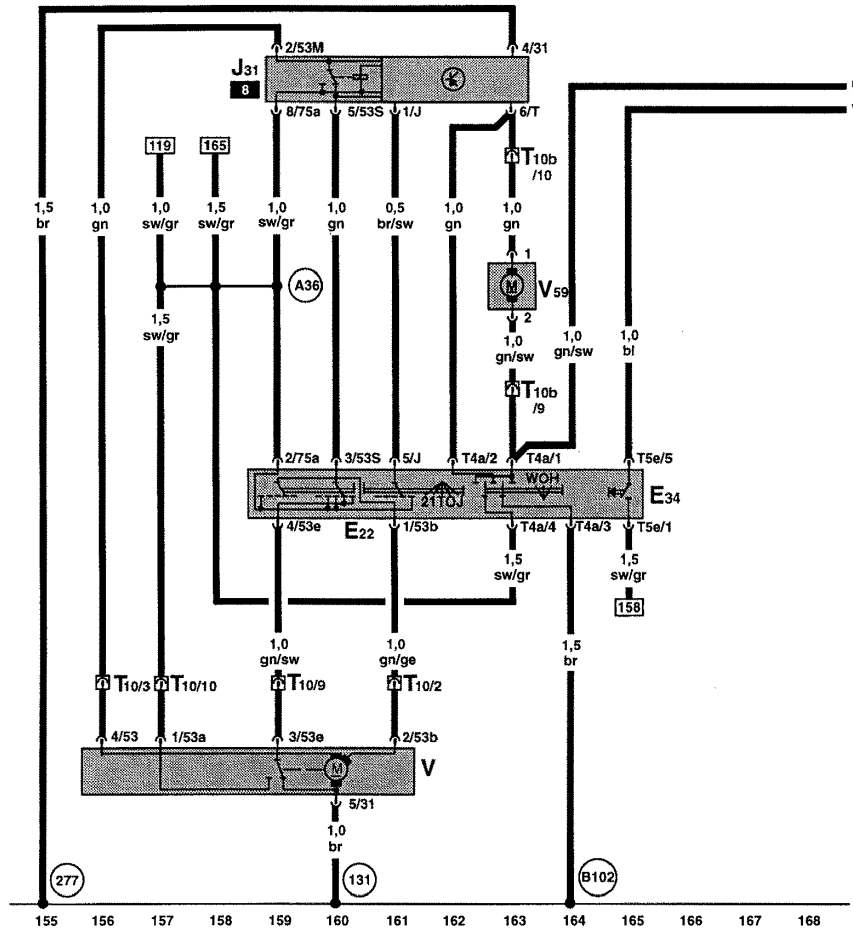 2/53M
4/31
J31
8
8/75a
5/53S
1/J
6/T
119
165
T10b
/10
1,5
br
1,0
gn
1,0
sw/gr
1,5
sw/gr
1,0
sw/gr
1,0
gn
0,5
br/sw
1,0
gn
1,0
gn
1
M
V59
2
A36
1,5
sw/gr
1,0
gn/sw
1,0
gn/sw
1,0
bl
T10b
/9
2/75a
3/53S
5/J
T4a/2
T4a/1
T5e/5
WOH
21TOJ
E34
4/53e
E22
1/53b
T4a/4
T4a/3
T5e/1
1,5
sw/gr
1,5
sw/gr
158
1,0
gn/sw
1,0
gn/ge
1,5
br
T10/3
T10/10
T10/9
T10/2
4/53
1/53a
3/53e
2/53b
M
V
5/31
1,0
br
277
131
B102
155 156 157 158 159 160 161 162 163 164 165 166 167 168